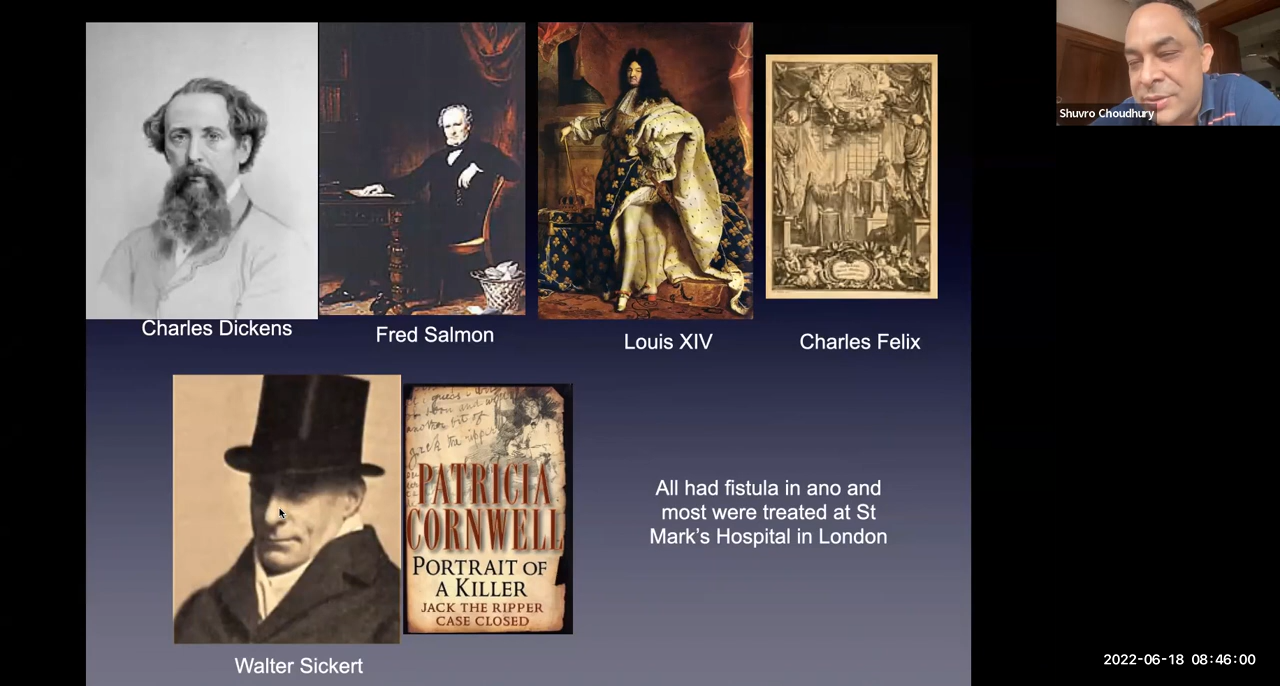 Shuvro Choudhury
Charles Dickens
Fred Salmon
Louis XIV
Charles Felix
PATRICIA
CORNWELL
PORTRAIT OF
A KILLER
JACK THE RIPPER
CASE CLOSED
All had fistula in ano and
most were treated at St
Mark's Hospital in London
Walter Sickert
2022-06-18 08:46:00